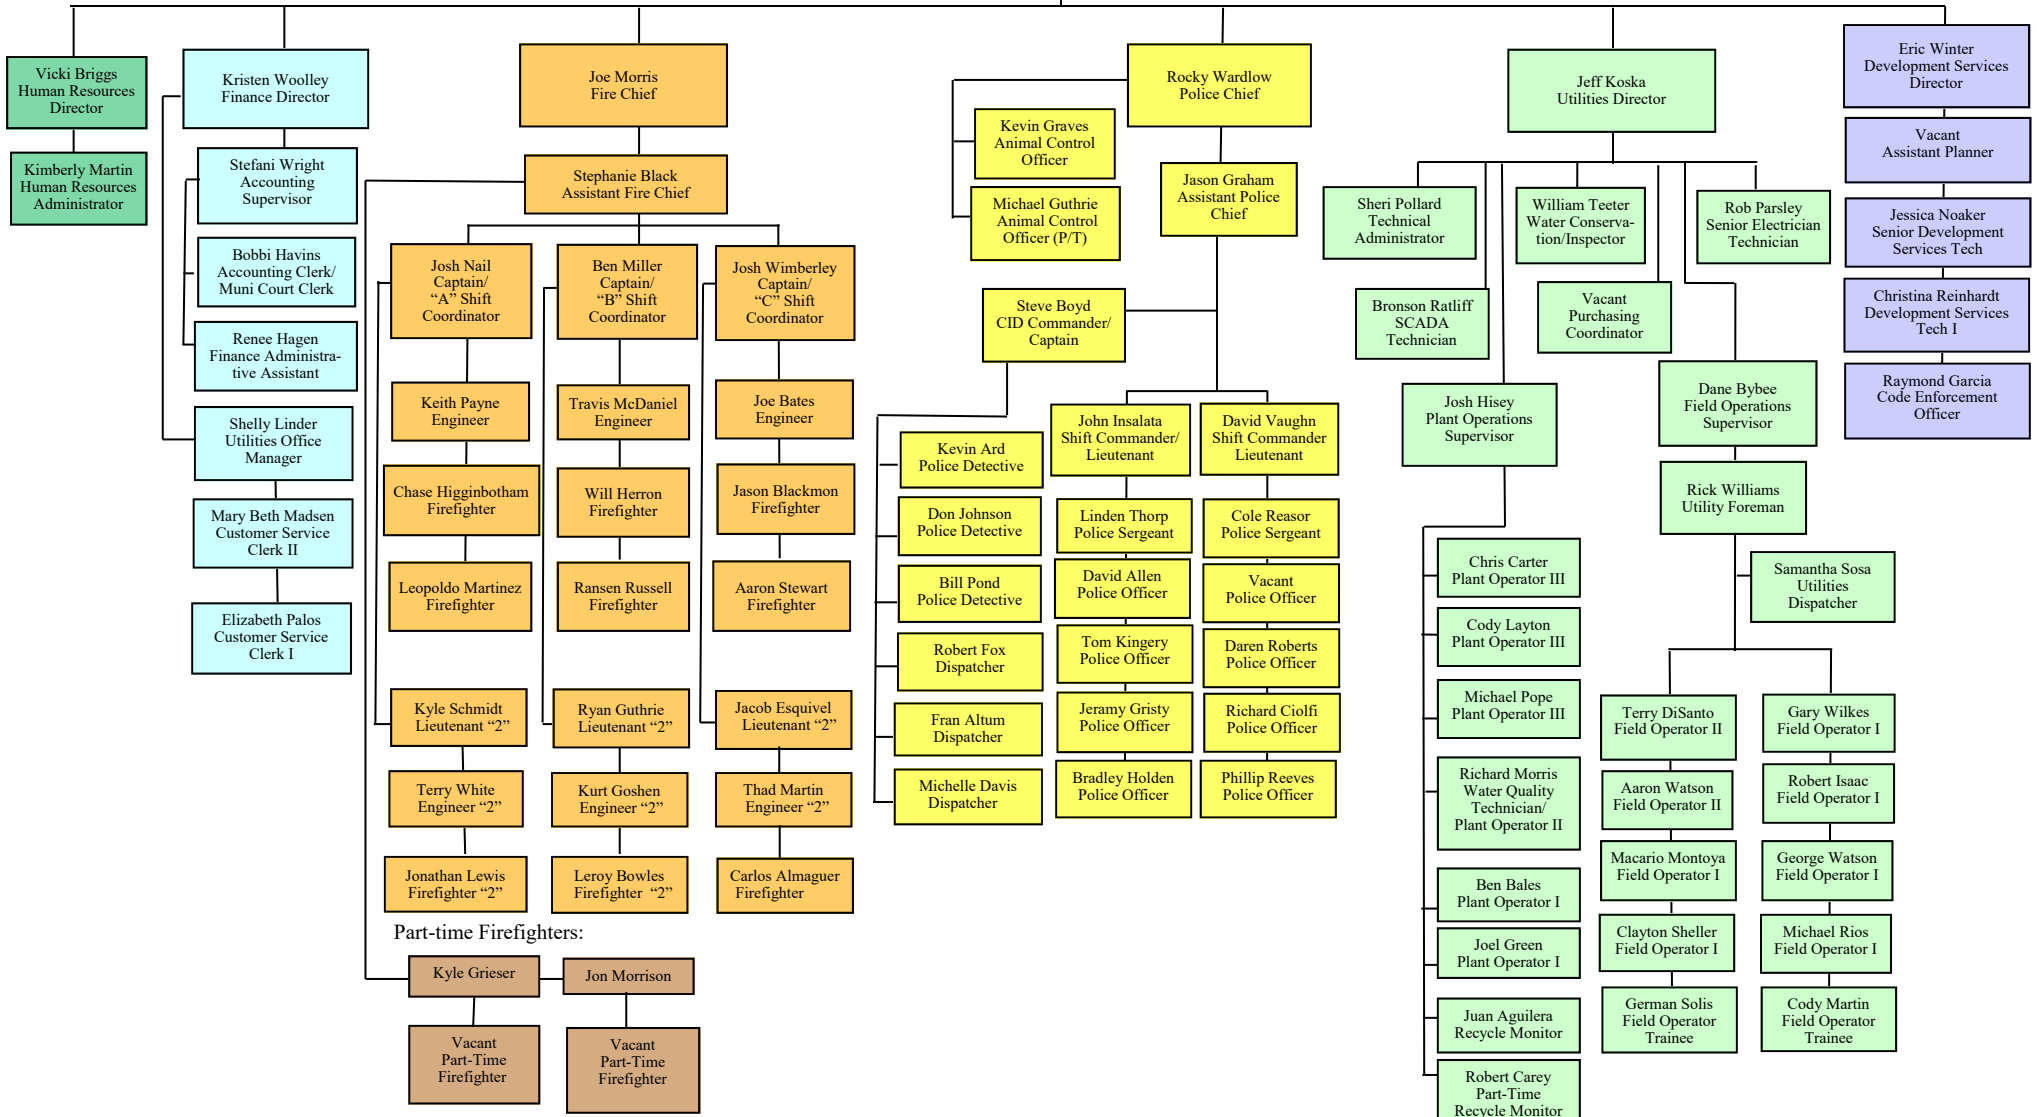 Vicki Briggs
Human Resources
Director
Kimberly Martin
Human Resources
Administrator
Kristen Woolley
Finance Director
Stefani Wright
Accounting
Supervisor
Bobbi Havins
Accounting Clerk/
Muni Court Clerk
Renee Hagen
Finance Administra-
tive Assistant
Shelly Linder
Utilities Office
Manager
Mary Beth Madsen
Customer Service
Clerk II
Elizabeth Palos
Customer Service
Clerk I
Joe Morris
Fire Chief
Stephanie Black
Assistant Fire Chief
Josh Nail
Captain/
“A” Shift
Coordinator
Keith Payne
Engineer
Chase Higginbotham
Firefighter
Leopoldo Martinez
Firefighter
Kyle Schmidt
Lieutenant “2”
Terry White
Engineer “2”
Jonathan Lewis
Firefighter “2”
Ben Miller
Captain/
“B” Shift
Coordinator
Travis McDaniel
Engineer
Will Herron
Firefighter
Ransen Russell
Firefighter
Ryan Guthrie
Lieutenant “2”
Kurt Goshen
Engineer “2”
Leroy Bowles
Firefighter “2”
Josh Wimberley
Captain/
“C” Shift
Coordinator
Joe Bates
Engineer
Jason Blackmon
Firefighter
Aaron Stewart
Firefighter
Jacob Esquivel
Lieutenant “2”
Thad Martin
Engineer “2”
Carlos Almaguer
Firefighter
Part-time Firefighters:
Kyle Grieser
Jon Morrison
Vacant
Part-Time
Firefighter
Vacant
Part-Time
Firefighter
Rocky Wardlow
Police Chief
Kevin Graves
Animal Control
Officer
Michael Guthrie
Animal Control
Officer (P/T)
Jason Graham
Assistant Police
Chief
Steve Boyd
CID Commander/
Captain
Kevin Ard
Police Detective
Don Johnson
Police Detective
Bill Pond
Police Detective
Robert Fox
Dispatcher
Fran Altum
Dispatcher
Michelle Davis
Dispatcher
John Insalata
Shift Commander/
Lieutenant
Linden Thorp
Police Sergeant
David Allen
Police Officer
Tom Kingery
Police Officer
Jeramy Gristy
Police Officer
Bradley Holden
Police Officer
David Vaughn
Shift Commander
Lieutenant
Cole Reasor
Police Sergeant
Vacant
Police Officer
Daren Roberts
Police Officer
Richard Ciolfi
Police Officer
Phillip Reeves
Police Officer
Jeff Koska
Utilities Director
Sheri Pollard
Technical
Administrator
William Teeter
Water Conserva-
tion/Inspector
Rob Parsley
Senior Electrician
Technician
Bronson Ratliff
SCADA
Technician
Vacant
Purchasing
Coordinator
Josh Hisey
Plant Operations
Supervisor
Chris Carter
Plant Operator III
Cody Layton
Plant Operator III
Michael Pope
Plant Operator III
Richard Morris
Water Quality
Technician/
Plant Operator II
Ben Bales
Plant Operator I
Joel Green
Plant Operator I
Juan Aguilera
Recycle Monitor
Robert Carey
Part-Time
Recycle Monitor
Dane Bybee
Field Operations
Supervisor
Rick Williams
Utility Foreman
Samantha Sosa
Utilities
Dispatcher
Terry DiSanto
Field Operator II
Aaron Watson
Field Operator II
Macario Montoya
Field Operator I
Clayton Sheller
Field Operator I
German Solis
Field Operator
Trainee
Gary Wilkes
Field Operator I
Robert Isaac
Field Operator I
George Watson
Field Operator I
Michael Rios
Field Operator I
Cody Martin
Field Operator
Trainee
Eric Winter
Development Services
Director
Vacant
Assistant Planner
Jessica Noaker
Senior Development
Services Tech
Christina Reinhardt
Development Services
Tech I
Raymond Garcia
Code Enforcement
Officer